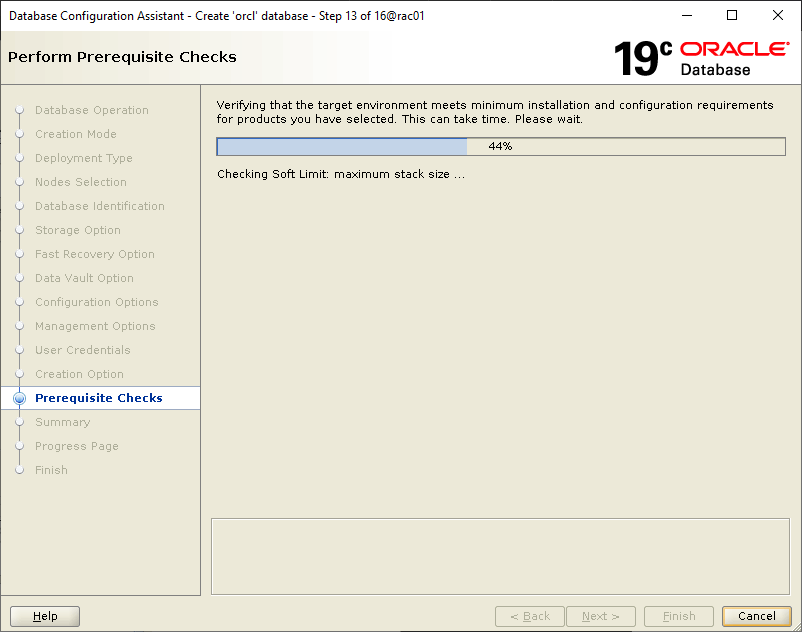 Database Configuration Assistant - Create 'orcl' database - Step 13 of 16@rac01
Perform Prerequisite Checks
19c ORACLE
Database
Database Operation
Creation Mode
Deployment Type
Nodes Selection
Database Identification
Storage Option
Fast Recovery Option
Data Vault Option
Configuration Options
Management Options
User Credentials
Creation Option
Prerequisite Checks
Summary
Progress Page
Finish
Verifying that the target environment meets minimum installation and configuration requirements
for products you have selected. This can take time. Please wait.
44%
Checking Soft Limit: maximum stack size ...
Help
< Back
Next >
Finish
Cancel